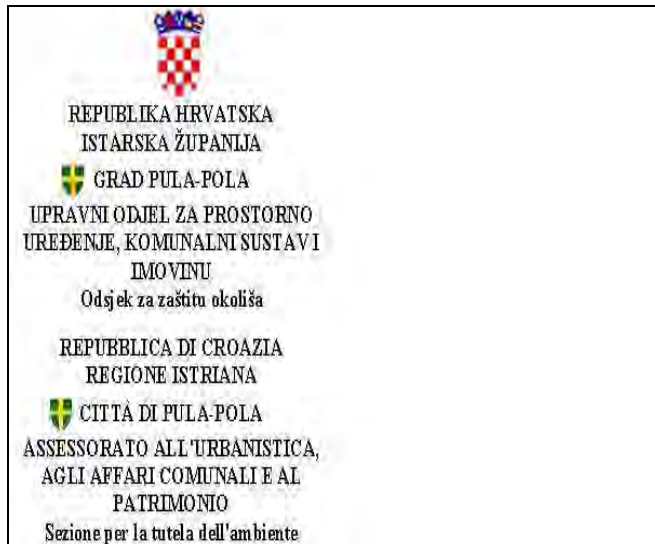 REPUBLIKA HRVATSKA
ISTARSKA ŽUPANIJA
GRAD PULA-POLA
UPRAVNI ODJEL ZA PROSTORNO
UREĐENJE, KOMUNALNI SUSTAV I
IMOVINU
Odsjek za zaštitu okoliša
REPUBBLICA DI CROAZIA
REGIONE ISTRIANA
CITTÀ DI PULA-POLA
ASSESSORATO ALL'URBANISTICA,
AGLI AFFARI COMUNALI E AL
PATRIMONIO
Sezione per la tutela dell'ambiente